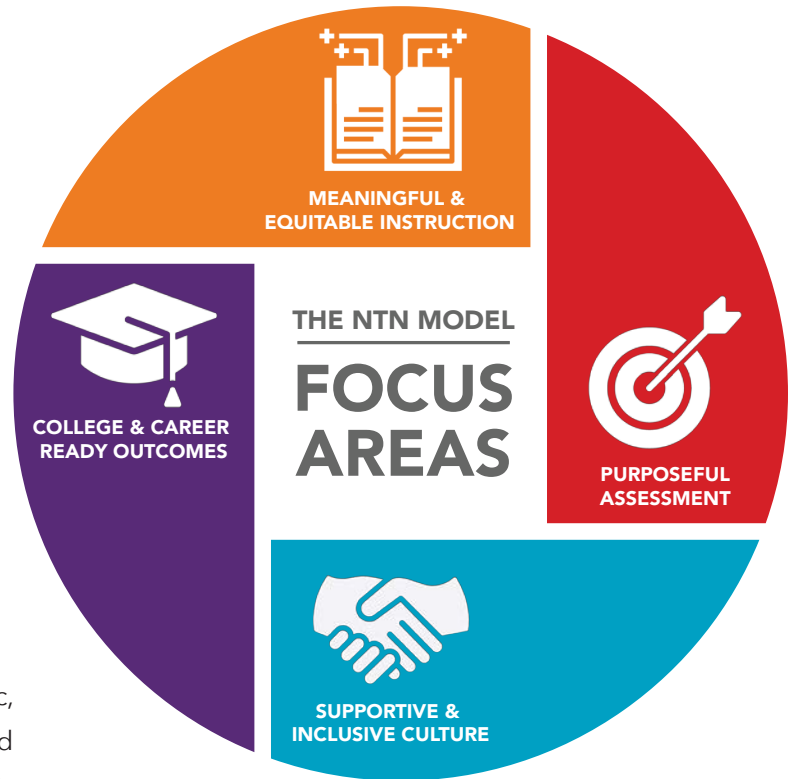 MEANINGFUL &
EQUITABLE INSTRUCTION
THE NTN MODEL
FOCUS
AREAS
COLLEGE & CAREER
READY OUTCOMES
PURPOSEFUL
ASSESSMENT
SUPPORTIVE &
INCLUSIVE CULTURE